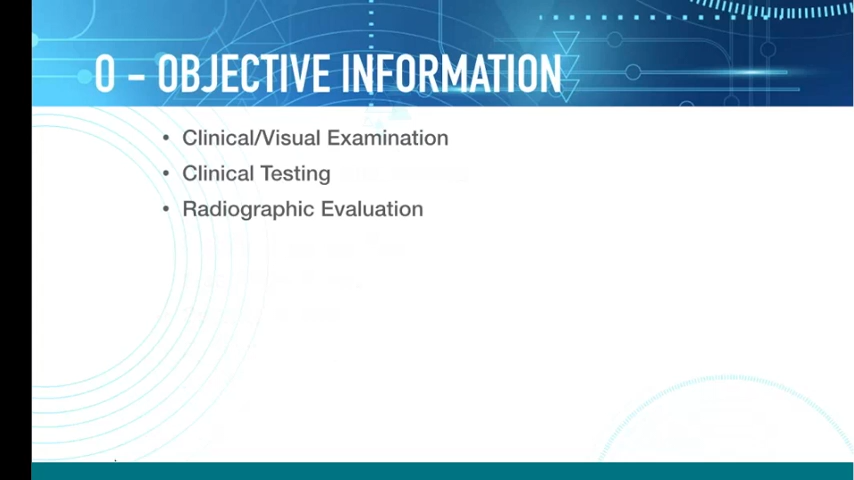 O - OBJECTIVE INFORMATION
• Clinical/Visual Examination
• Clinical Testing
• Radiographic Evaluation